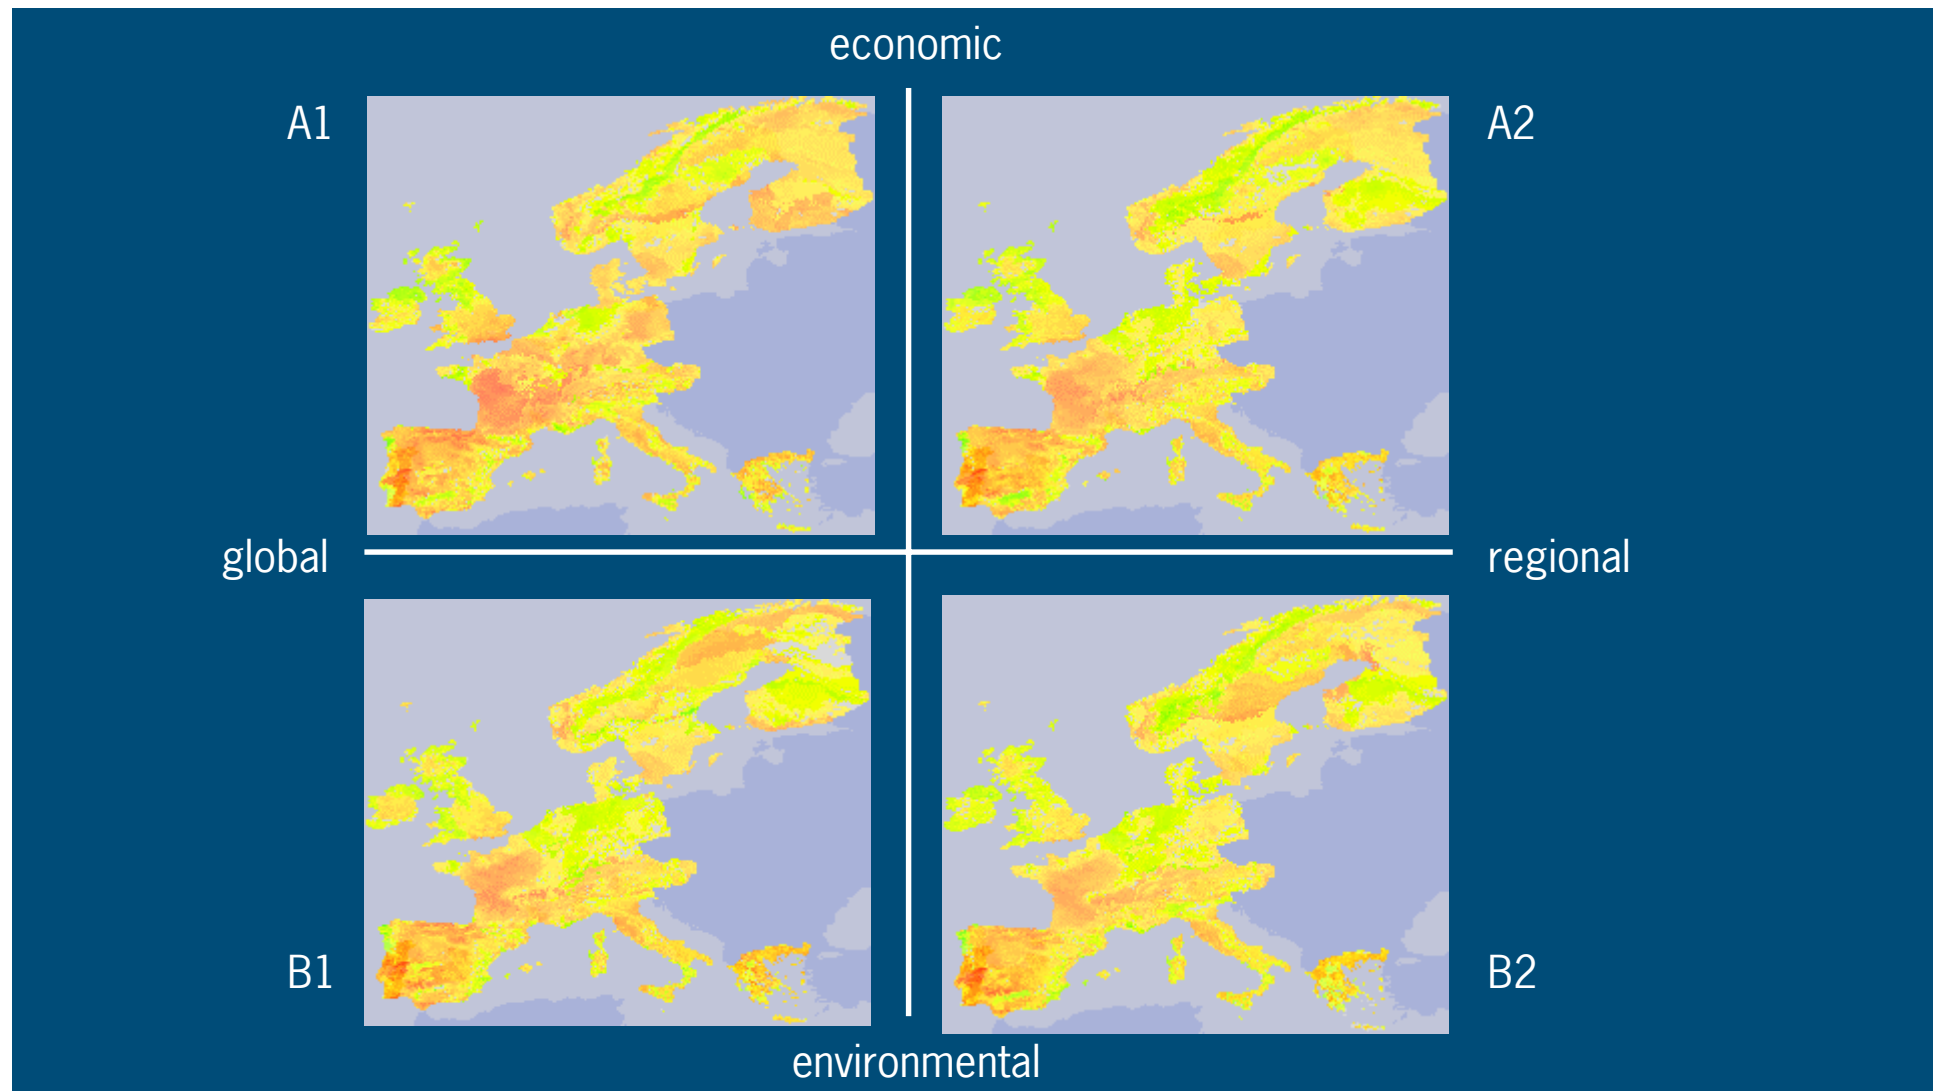 economic
A1
A2
global
regional
B1
B2
environmental